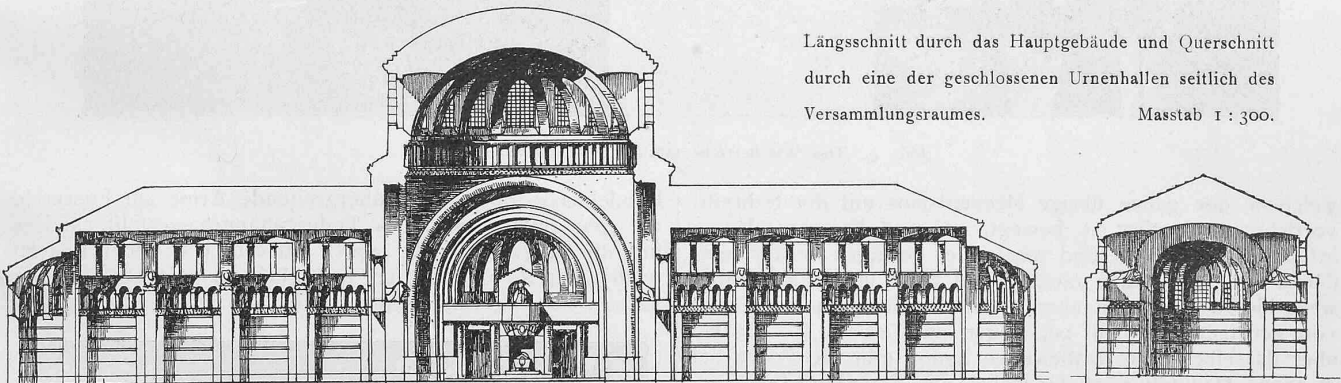 Längsschnitt durch das Hauptgebäude und Querschnitt
durch eine der geschlossenen Urnenhallen seitlich des
Versammlungsraumes. Masstab 1 : 300.